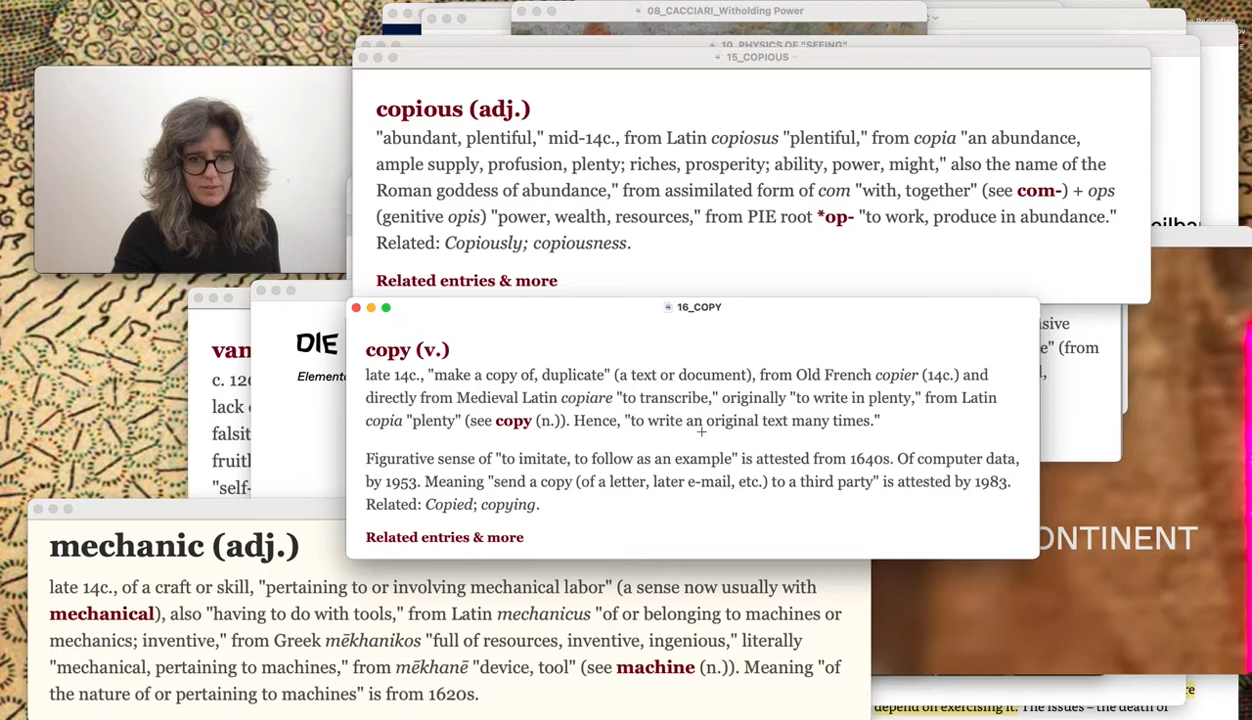 08_CACCIARI_Witholding Power
10_PHYSICS OF "SEEING"
15_COPIOUS
copious (adj.)
"abundant, plentiful," mid-14c., from Latin copiosus "plentiful," from copia "an abundance,
ample supply, profusion, plenty; riches, prosperity; ability, power, might," also the name of the
Roman goddess of abundance," from assimilated form of com "with, together" (see com-) + ops
(genitive opis) "power, wealth, resources," from PIE root *op- "to work, produce in abundance."
Related: Copiously; copiousness.
Related entries & more
16_COPY
copy (v.)
late 14c., "make a copy of, duplicate" (a text or document), from Old French copier (14c.) and
directly from Medieval Latin copiare "to transcribe," originally "to write in plenty," from Latin
copia "plenty" (see copy (n.)). Hence, "to write an original text many times."
Figurative sense of "to imitate, to follow as an example" is attested from 1640s. Of computer data,
by 1953. Meaning "send a copy (of a letter, later e-mail, etc.) to a third party" is attested by 1983.
Related: Copied; copying.
Related entries & more
van
c. 12
lack
falsit
fruitl
"self-
DIE
Elemente
sive
e" (from
ONTINENT
mechanic (adj.)
late 14c., of a craft or skill, "pertaining to or involving mechanical labor" (a sense now usually with
mechanical), also "having to do with tools," from Latin mechanicus "of or belonging to machines or
mechanics; inventive," from Greek mēkhanikos "full of resources, inventive, ingenious," literally
"mechanical, pertaining to machines," from mēkhanē "device, tool" (see machine (n.)). Meaning "of
the nature of or pertaining to machines" is from 1620s.
re
depend on exercising it. The issues – the death of